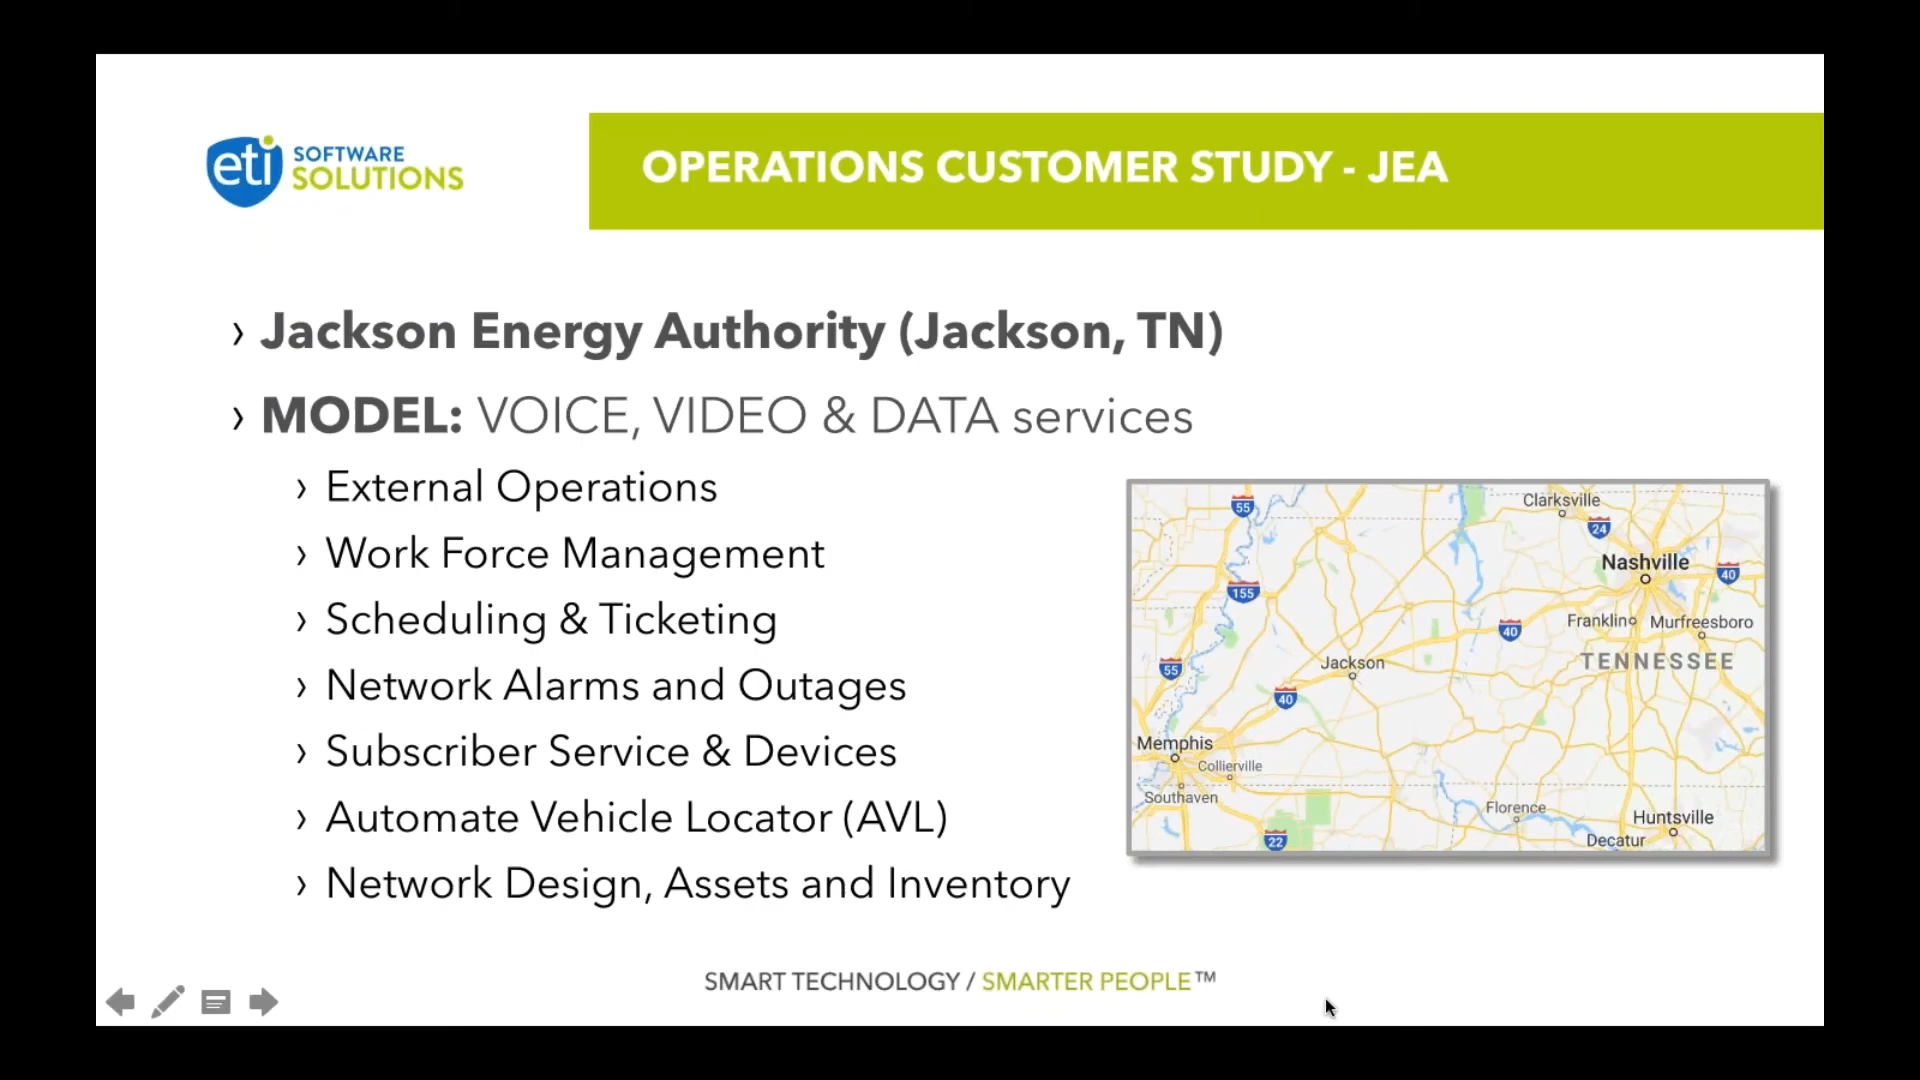 eti SOFTWARE
SOLUTIONS
OPERATIONS CUSTOMER STUDY - JEA
› Jackson Energy Authority (Jackson, TN)
› MODEL: VOICE, VIDEO & DATA services
› External Operations
› Work Force Management
› Scheduling & Ticketing
› Network Alarms and Outages
› Subscriber Service & Devices
› Automate Vehicle Locator (AVL)
› Network Design, Assets and Inventory
55
Clarksville
24
Nashville
40
155
Franklin
Murfreesboro
40
TENNESSEE
55
Jackson
40
Memphis
Collierville
Southaven
Florence
Huntsville
22
Decatur
SMART TECHNOLOGY / SMARTER PEOPLE™